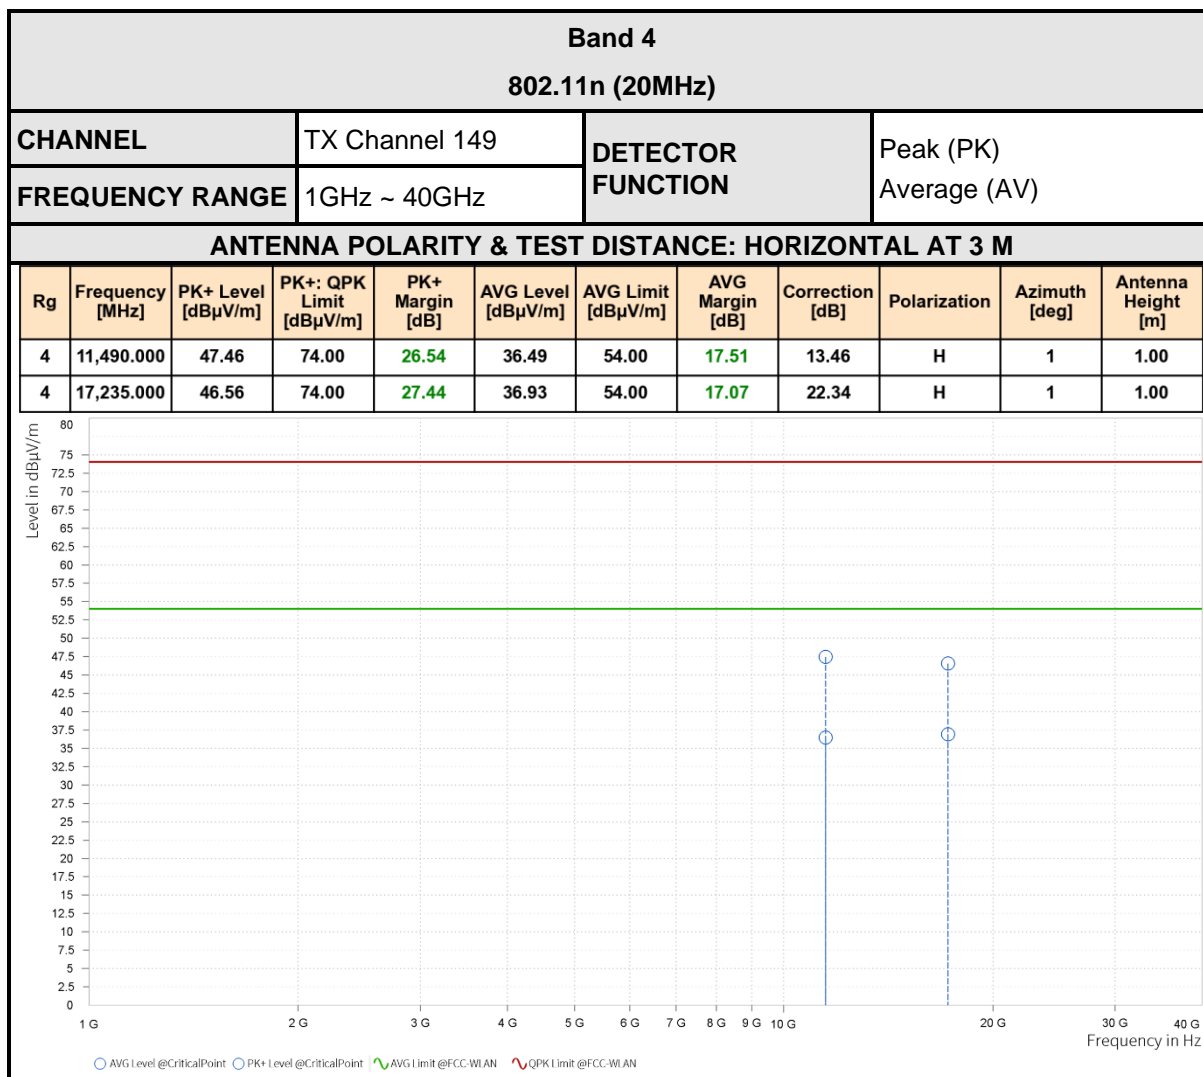 Band 4
802.11n (20MHz)
CHANNEL TX Channel 149 DETECTOR FUNCTION Peak (PK) Average (AV)
FREQUENCY RANGE 1GHz ~ 40GHz
ANTENNA POLARITY & TEST DISTANCE: HORIZONTAL AT 3 M
Rg Frequency [MHz] PK+ Level [dBµV/m] PK+: QPK Limit [dBµV/m] PK+ Margin [dB] AVG Level [dBµV/m] AVG Limit [dBµV/m] AVG Margin [dB] Correction [dB] Polarization Azimuth [deg] Antenna Height [m]
4 11,490.000 47.46 74.00 26.54 36.49 54.00 17.51 13.46 H 1 1.00
4 17,235.000 46.56 74.00 27.44 36.93 54.00 17.07 22.34 H 1 1.00
Level in dBµV/m
80
75
72.5
70
67.5
65
62.5
60
57.5
55
52.5
50
47.5
45
42.5
40
37.5
35
32.5
30
27.5
25
22.5
20
17.5
15
12.5
10
7.5
5
2.5
0
1 G 2 G 3 G 4 G 5 G 6 G 7 G 8 G 9 G 10 G 20 G 30 G 40 G
Frequency in Hz
AVG Level @CriticalPoint PK+ Level @CriticalPoint AVG Limit @FCC-WLAN QPK Limit @FCC-WLAN